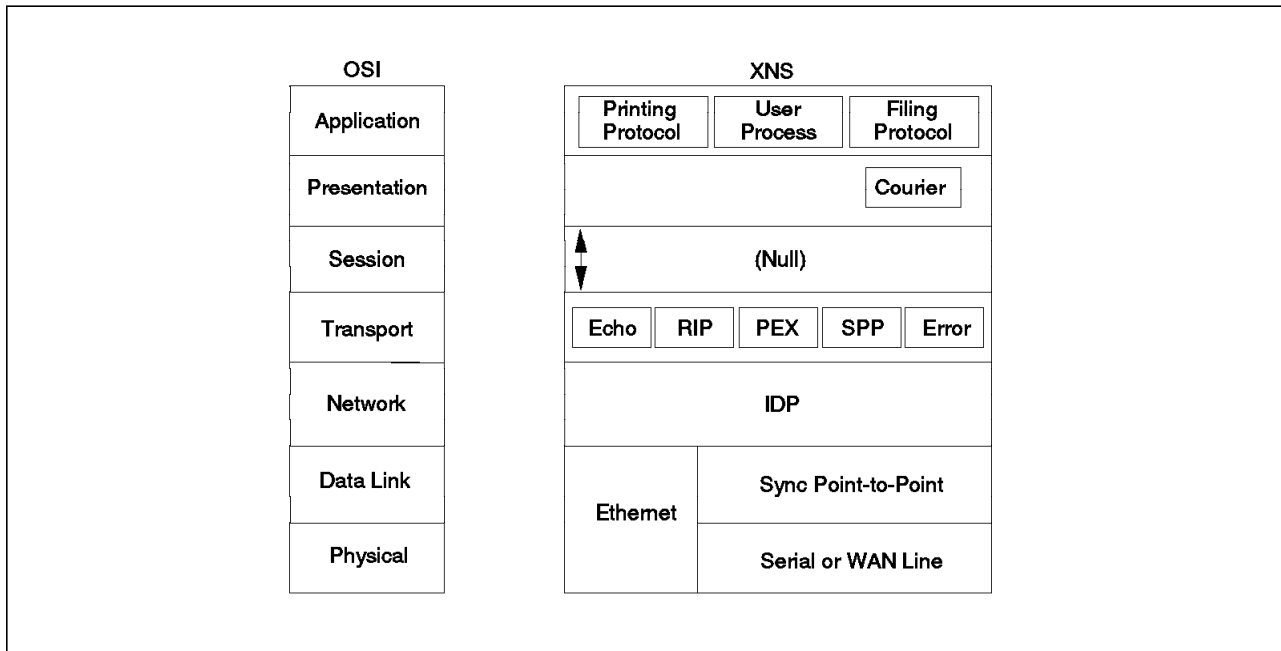 OSI
XNS
Application
Printing
Protocol
User
Process
Filing
Protocol
Presentation
Courier
Session
(Null)
Transport
Echo
RIP
PEX
SPP
Error
Network
IDP
Data Link
Ethernet
Sync Point-to-Point
Physical
Serial or WAN Line